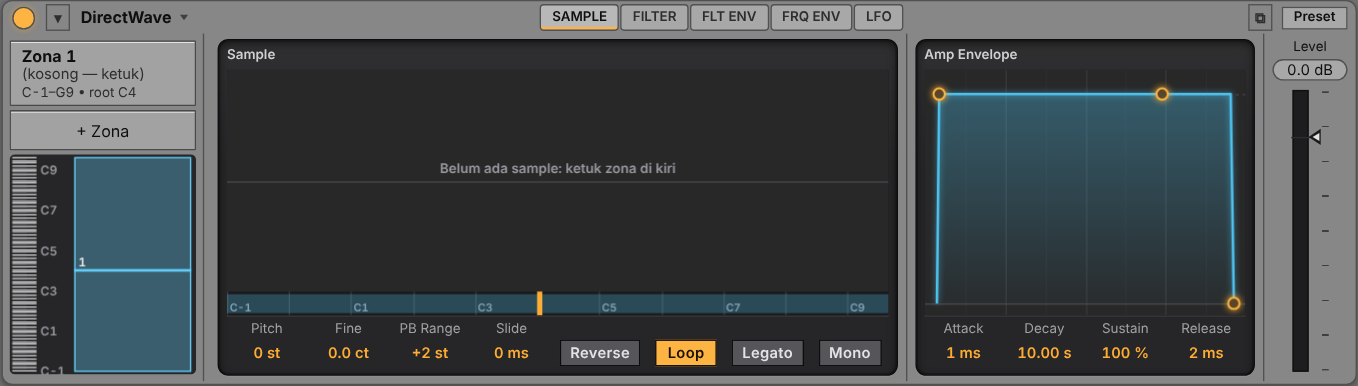 DirectWave
SAMPLE
FILTER
FLT ENV
FRQ ENV
LFO
Preset
Zona 1
(kosong — ketuk)
C-1–G9 • root C4
+ Zona
C9
C7
C5
1
C3
C1
C-1
Sample
Belum ada sample: ketuk zona di kiri
C-1 C1 C3 C5 C7 C9
Pitch Fine PB Range Slide
0 st 0.0 ct +2 st 0 ms
Reverse Loop Legato Mono
Amp Envelope
Attack Decay Sustain Release
1 ms 10.00 s 100 % 2 ms
Level
0.0 dB